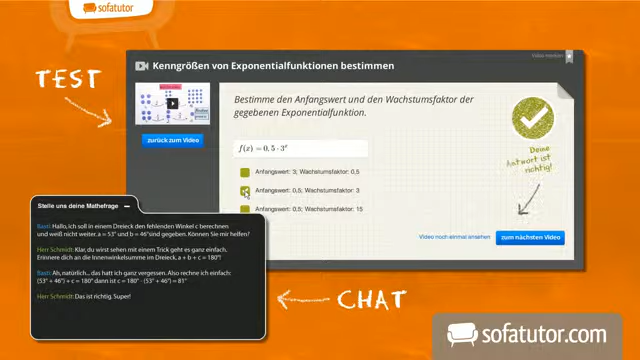 sofatutor
TEST
Kenngrößen von Exponentialfunktionen bestimmen
Video merken
Bestimme den Anfangswert und den Wachstumsfaktor der
gegebenen Exponentialfunktion.
zurück zum Video
f(x) = 0,5 · 3ˣ
Anfangswert: 3; Wachstumsfaktor: 0,5
Anfangswert: 0,5; Wachstumsfaktor: 3
Anfangswert: 0,5; Wachstumsfaktor: 15
Deine
Antwort ist
richtig!
Video noch einmal ansehen
zum nächsten Video
Stelle uns deine Mathefrage
Basti: Hallo, ich soll in einem Dreieck den fehlenden Winkel c berechnen
und weiß nicht weiter. a = 53° und b = 46° sind gegeben. Können Sie mir helfen?
Herr Schmidt: Klar, du wirst sehen mit einem Trick geht es ganz einfach.
Erinnere dich an die Innenwinkelsumme im Dreieck, a + b + c = 180°!
Basti: Ah, natürlich... das hatt ich ganz vergessen. Also rechne ich einfach:
(53° + 46°) + c = 180° dann ist c = 180° - (53° + 46°) = 81°
Herr Schmidt: Das ist richtig. Super!
CHAT
sofatutor.com